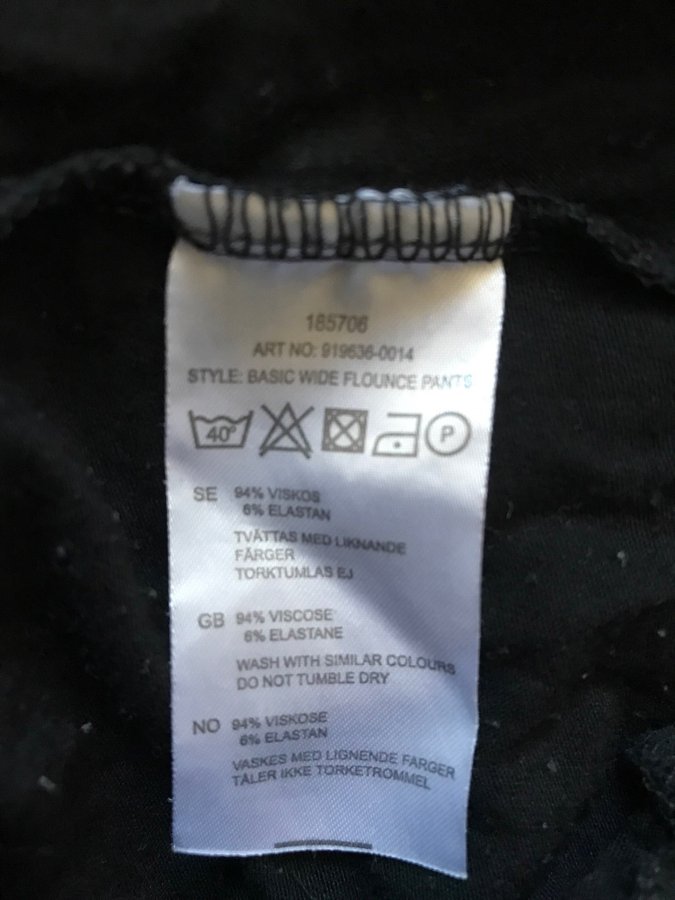 185706
ART NO: 919636-0014
STYLE: BASIC WIDE FLOUNCE PANTS
40° P
SE 94% VISKOS
6% ELASTAN
TVÄTTAS MED LIKNANDE
FÄRGER
TORKTUMLAS EJ
GB 94% VISCOSE
6% ELASTANE
WASH WITH SIMILAR COLOURS
DO NOT TUMBLE DRY
NO 94% VISKOSE
6% ELASTAN
VASKES MED LIGNENDE FARGER
TÅLER IKKE TORKETROMMEL